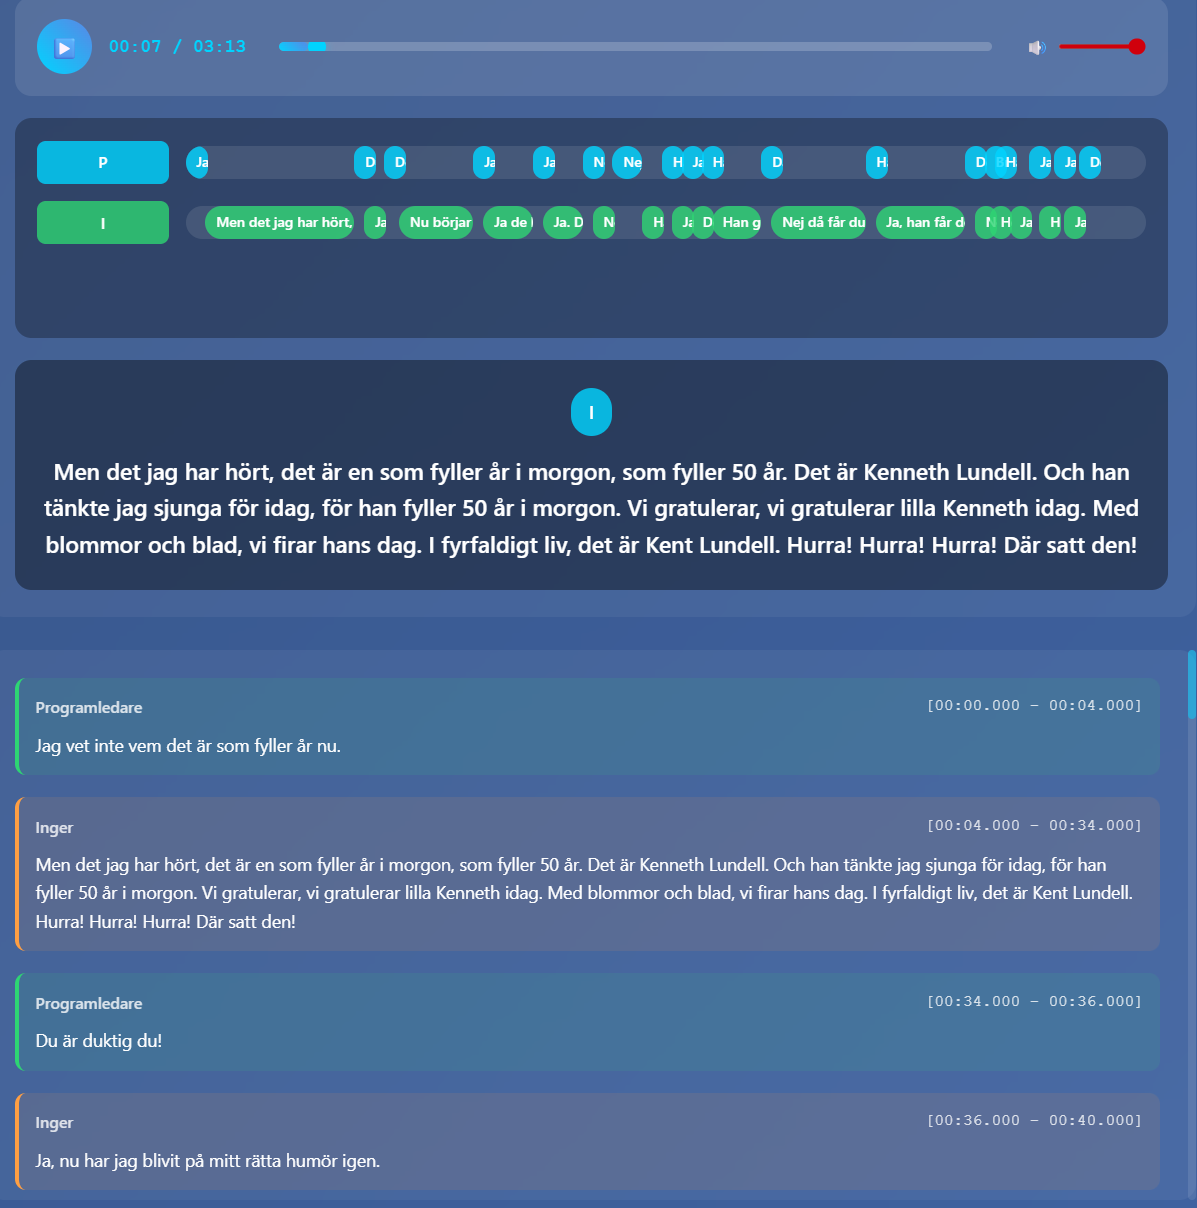 00:07 / 03:13
P
Ja
D
D
Ja
Ja
N
Ne
H
Ja
H
D
H
D
B
H
Ja
Ja
D
I
Men det jag har hört,
Ja
Nu börjar
Ja de
Ja. D
N
H
Ja
D
Han g
Nej då får du
Ja, han får d
N
H
Ja
H
Ja
I
Men det jag har hört, det är en som fyller år i morgon, som fyller 50 år. Det är Kenneth Lundell. Och han
tänkte jag sjunga för idag, för han fyller 50 år i morgon. Vi gratulerar, vi gratulerar lilla Kenneth idag. Med
blommor och blad, vi firar hans dag. I fyrfaldigt liv, det är Kent Lundell. Hurra! Hurra! Hurra! Där satt den!
Programledare [00:00.000 - 00:04.000]
Jag vet inte vem det är som fyller år nu.
Inger [00:04.000 - 00:34.000]
Men det jag har hört, det är en som fyller år i morgon, som fyller 50 år. Det är Kenneth Lundell. Och han tänkte jag sjunga för idag, för han
fyller 50 år i morgon. Vi gratulerar, vi gratulerar lilla Kenneth idag. Med blommor och blad, vi firar hans dag. I fyrfaldigt liv, det är Kent Lundell.
Hurra! Hurra! Hurra! Där satt den!
Programledare [00:34.000 - 00:36.000]
Du är duktig du!
Inger [00:36.000 - 00:40.000]
Ja, nu har jag blivit på mitt rätta humör igen.